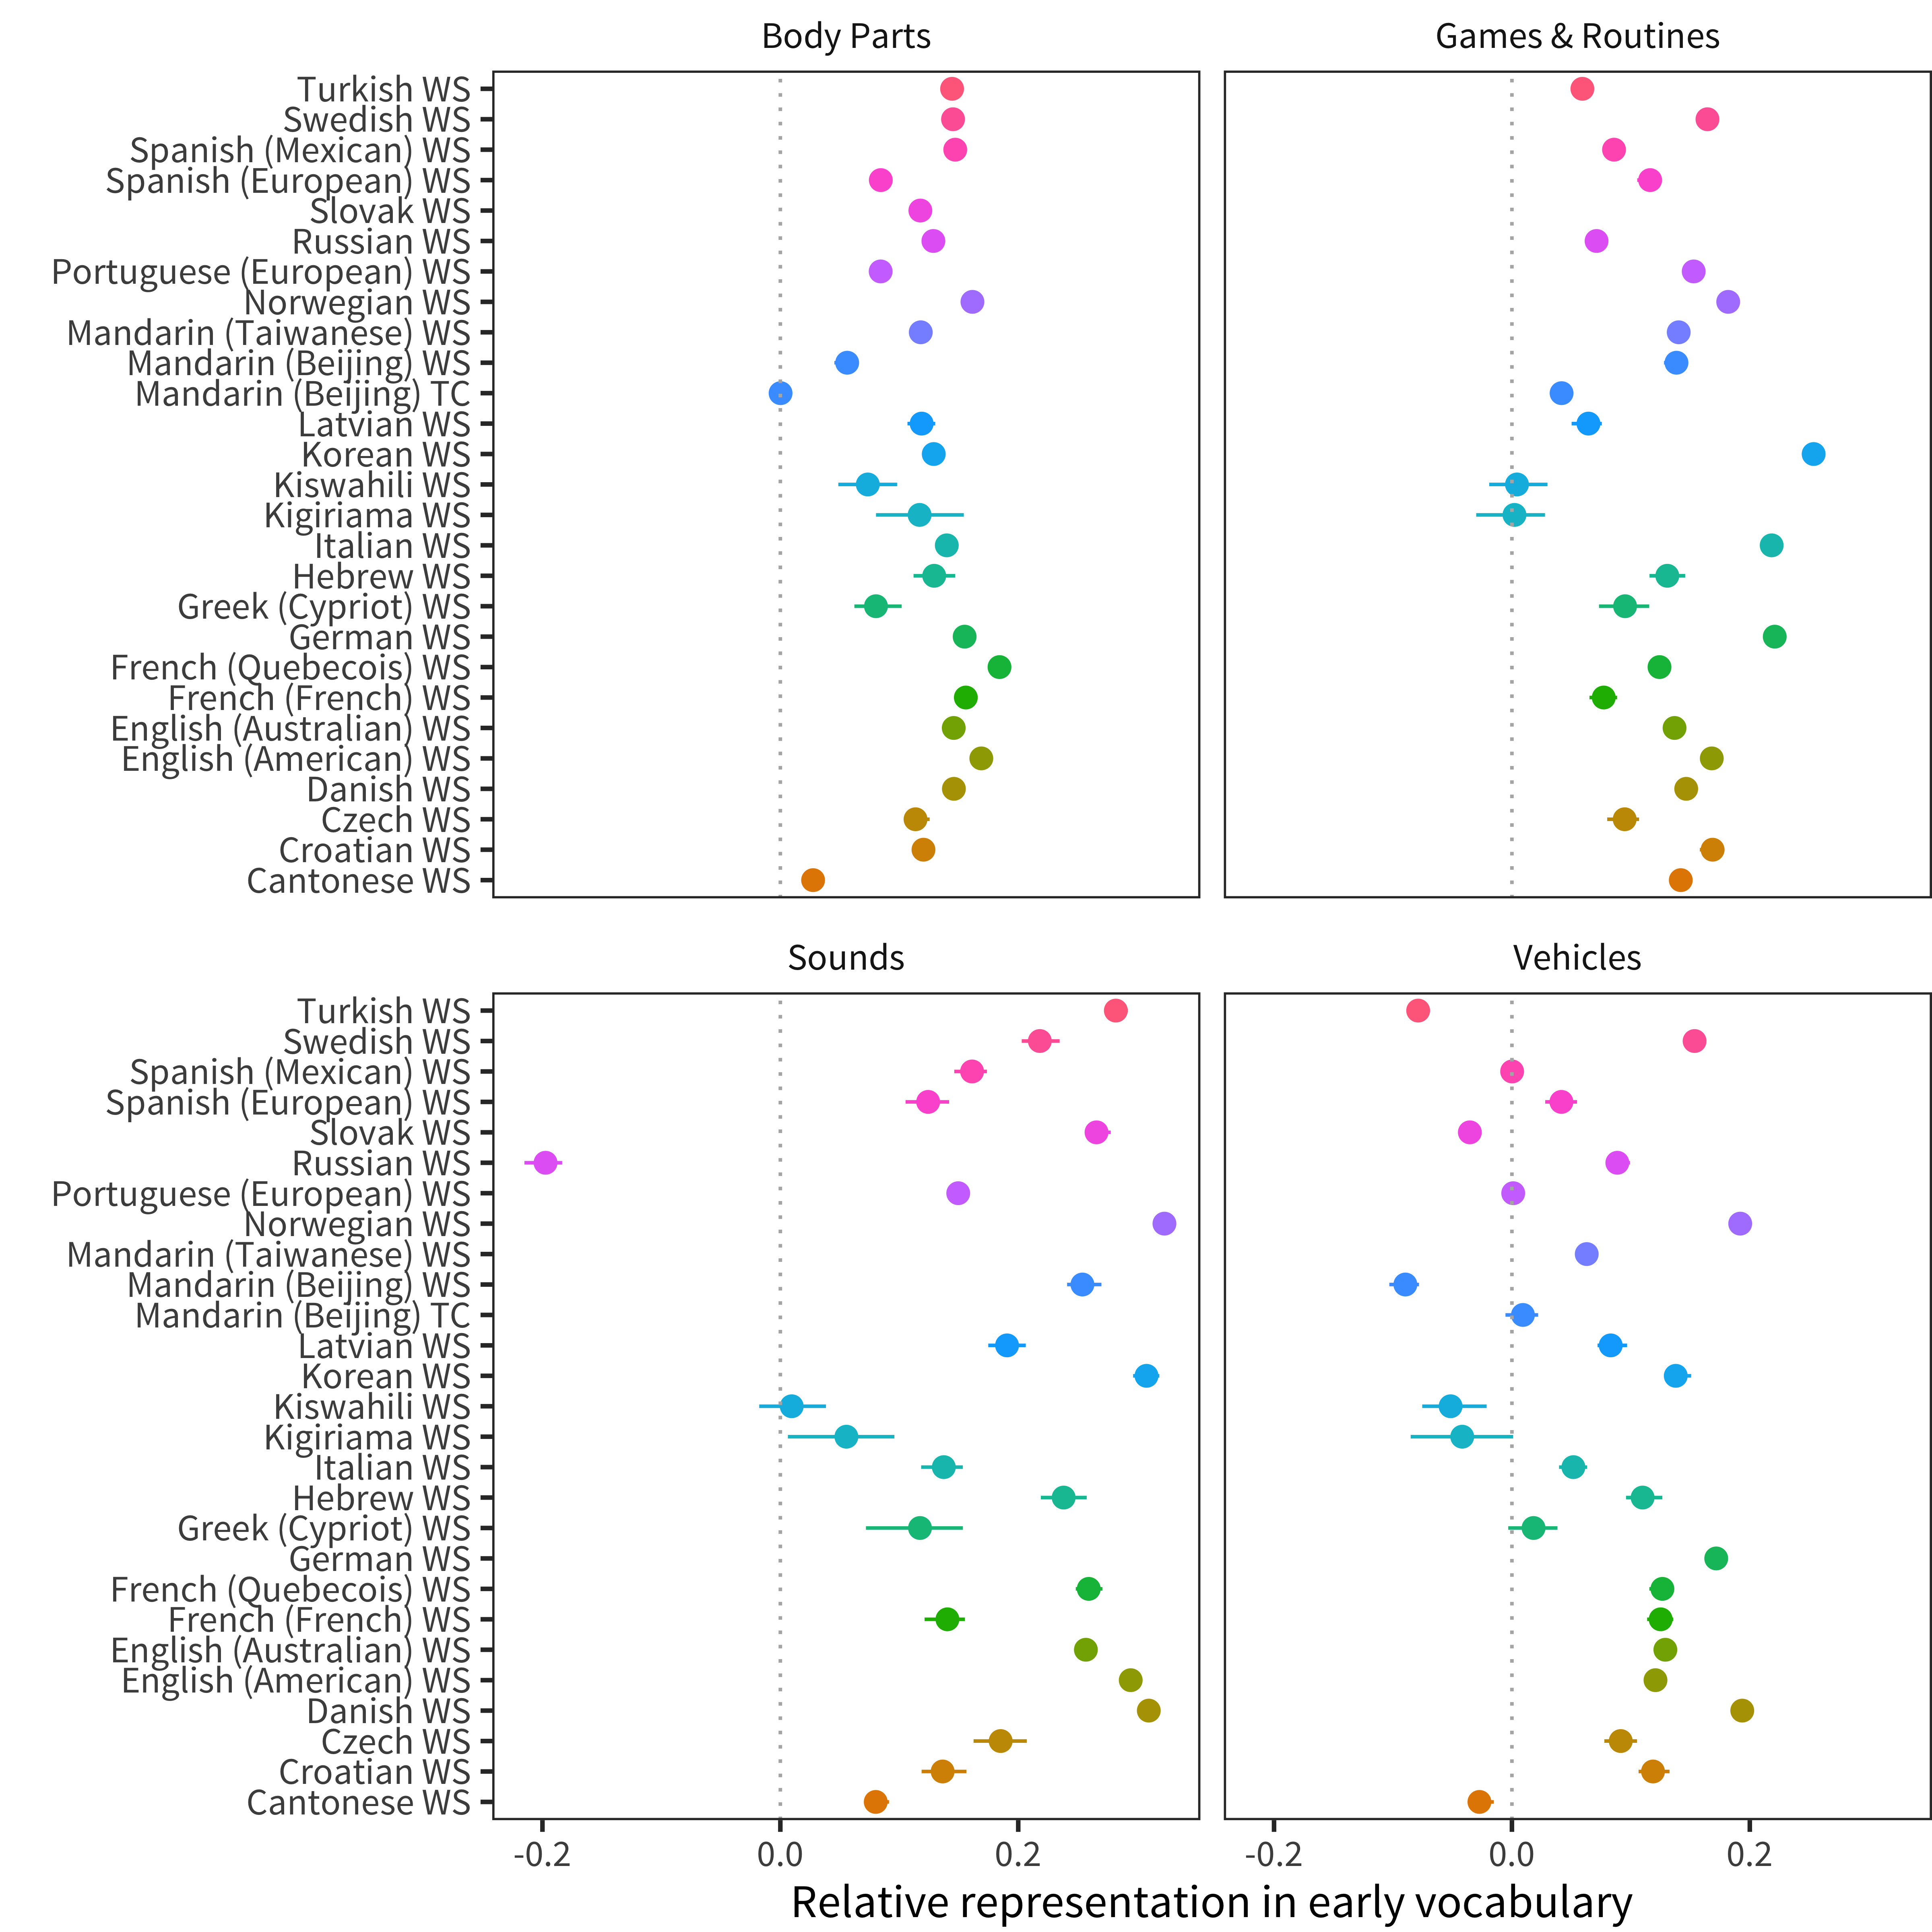 Body Parts
Games & Routines
Turkish WS
Swedish WS
Spanish (Mexican) WS
Spanish (European) WS
Slovak WS
Russian WS
Portuguese (European) WS
Norwegian WS
Mandarin (Taiwanese) WS
Mandarin (Beijing) WS
Mandarin (Beijing) TC
Latvian WS
Korean WS
Kiswahili WS
Kigiriama WS
Italian WS
Hebrew WS
Greek (Cypriot) WS
German WS
French (Quebecois) WS
French (French) WS
English (Australian) WS
English (American) WS
Danish WS
Czech WS
Croatian WS
Cantonese WS
Sounds
Vehicles
Turkish WS
Swedish WS
Spanish (Mexican) WS
Spanish (European) WS
Slovak WS
Russian WS
Portuguese (European) WS
Norwegian WS
Mandarin (Taiwanese) WS
Mandarin (Beijing) WS
Mandarin (Beijing) TC
Latvian WS
Korean WS
Kiswahili WS
Kigiriama WS
Italian WS
Hebrew WS
Greek (Cypriot) WS
German WS
French (Quebecois) WS
French (French) WS
English (Australian) WS
English (American) WS
Danish WS
Czech WS
Croatian WS
Cantonese WS
-0.2 0.0 0.2
-0.2 0.0 0.2
Relative representation in early vocabulary